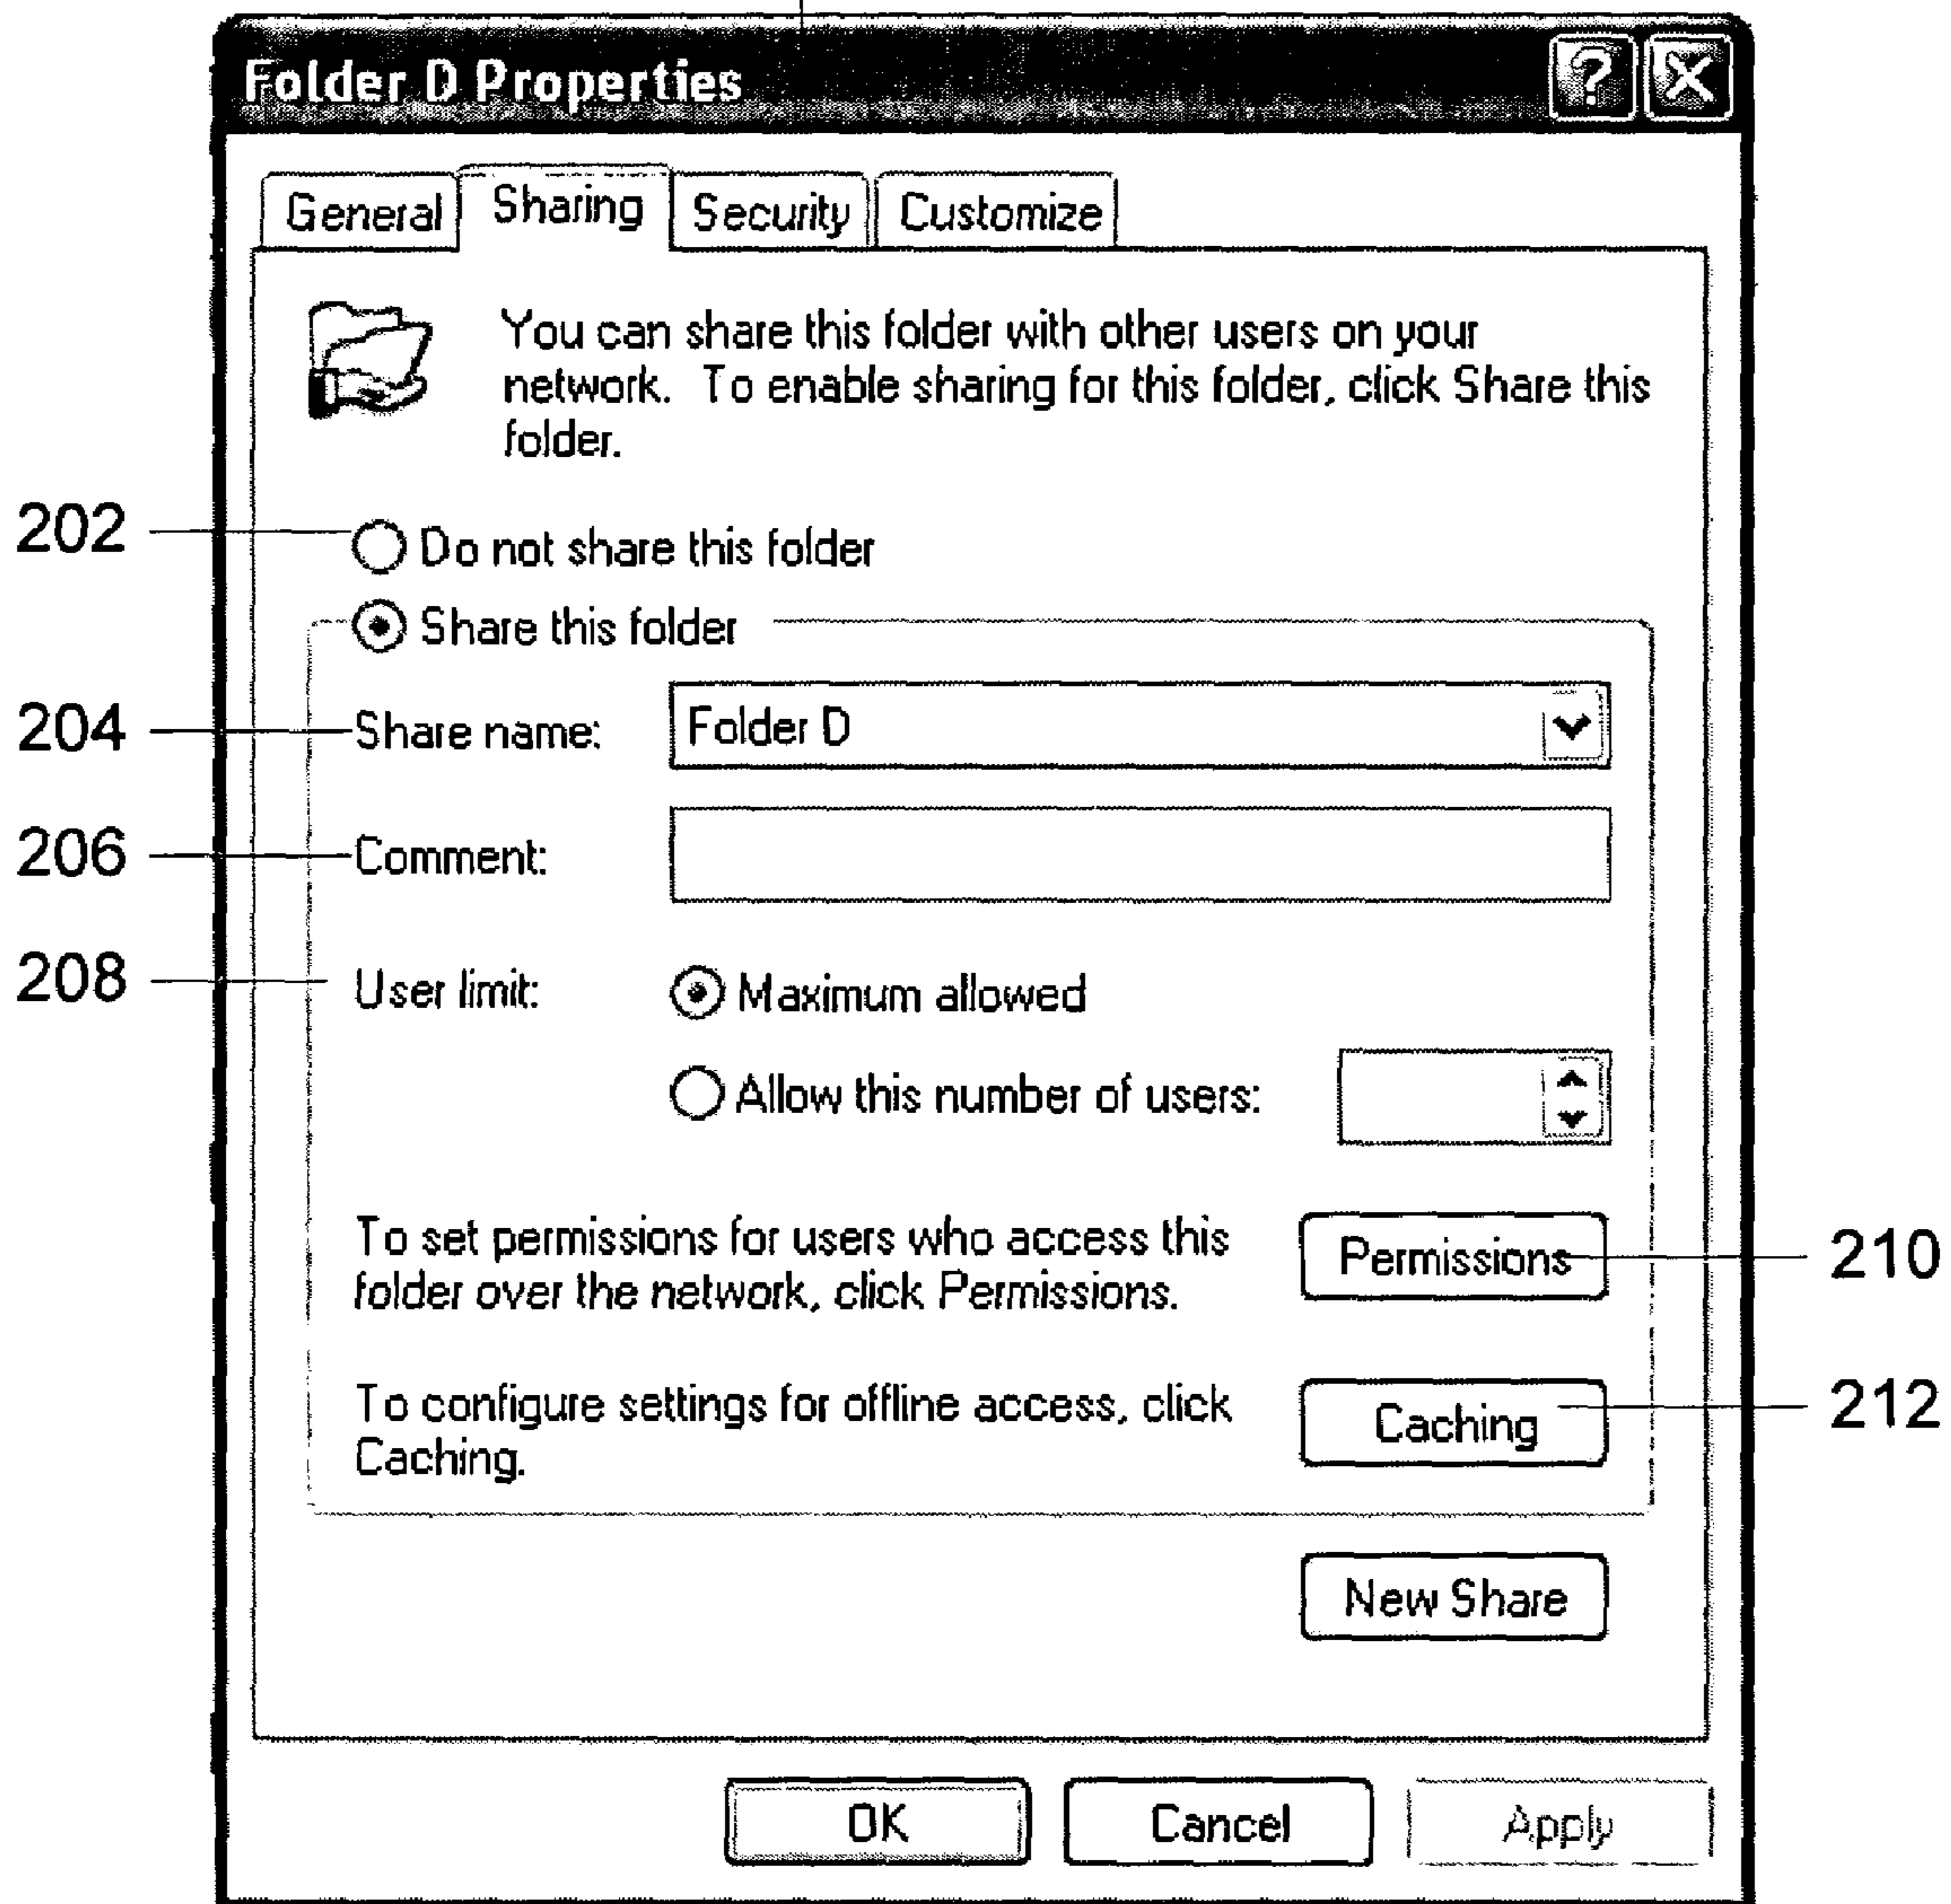 Folder D Properties
General Sharing Security Customize
You can share this folder with other users on your
network. To enable sharing for this folder, click Share this
folder.
202 Do not share this folder
Share this folder
204 Share name: Folder D
206 Comment:
208 User limit: Maximum allowed
Allow this number of users:
To set permissions for users who access this
folder over the network, click Permissions.
Permissions 210
To configure settings for offline access, click
Caching.
Caching 212
New Share
OK Cancel Apply